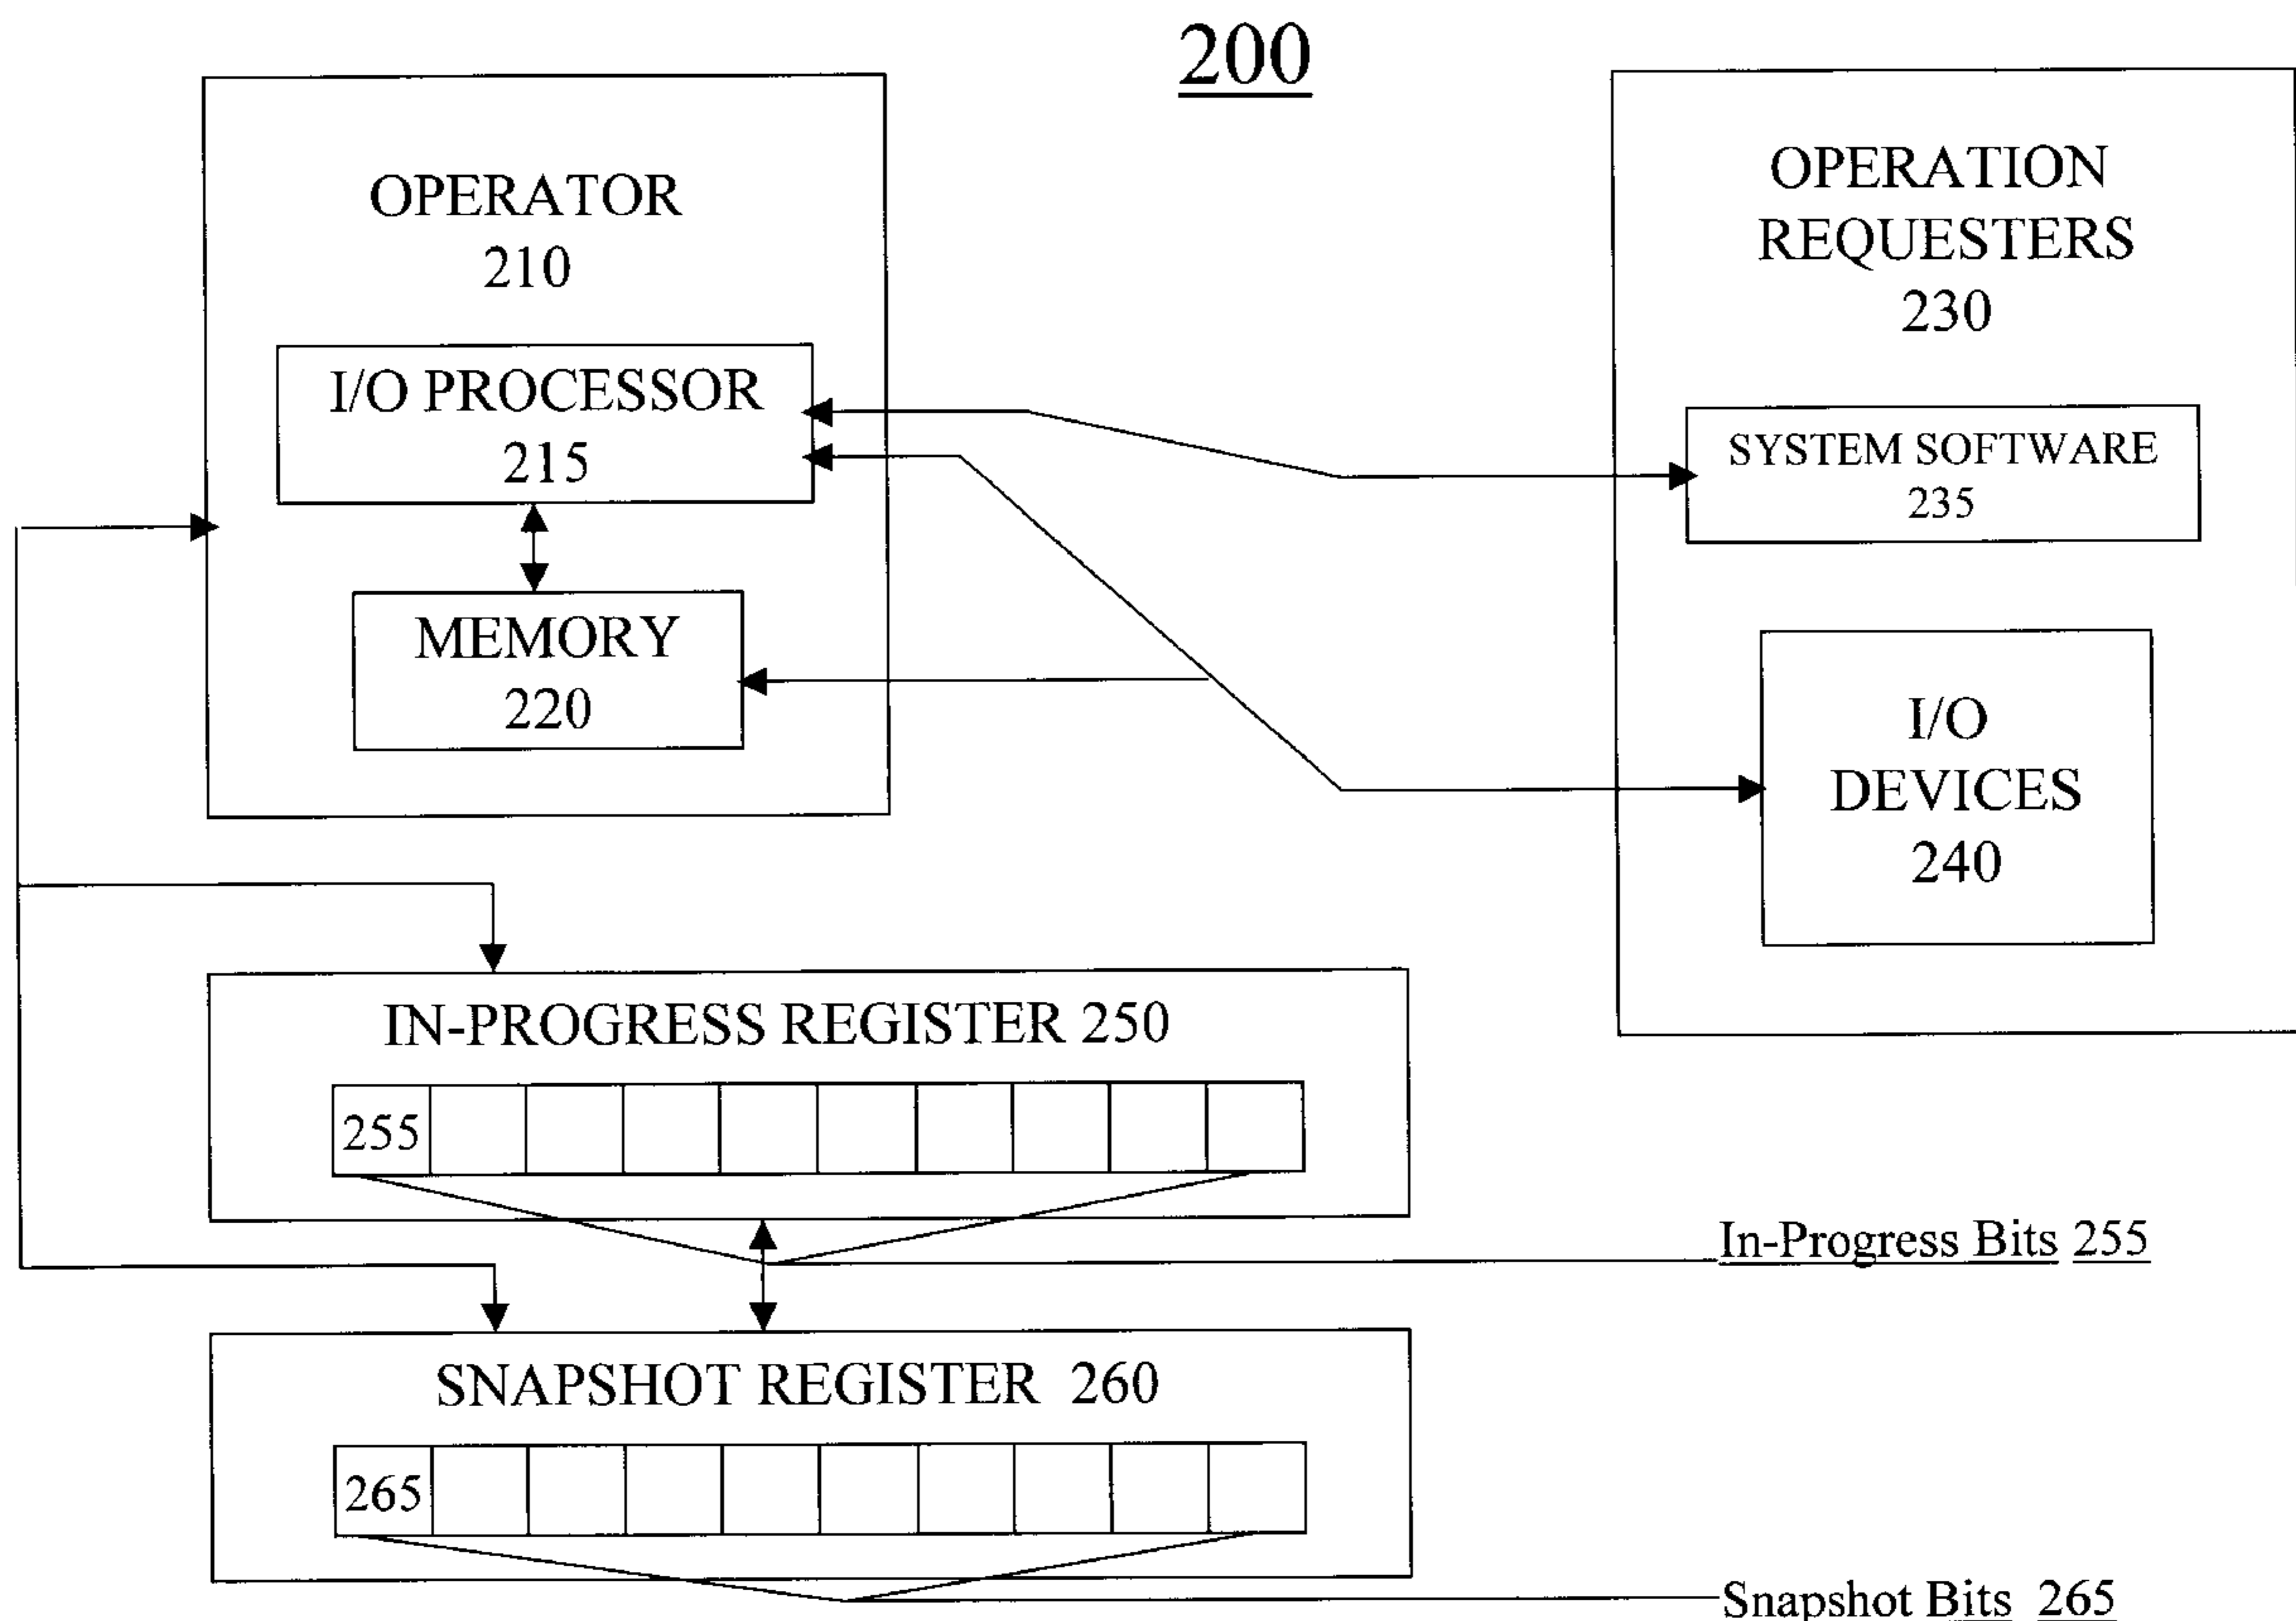 200
OPERATOR
210
I/O PROCESSOR
215
MEMORY
220
OPERATION
REQUESTERS
230
SYSTEM SOFTWARE
235
I/O
DEVICES
240
IN-PROGRESS REGISTER 250
255
In-Progress Bits 255
SNAPSHOT REGISTER 260
265
Snapshot Bits 265